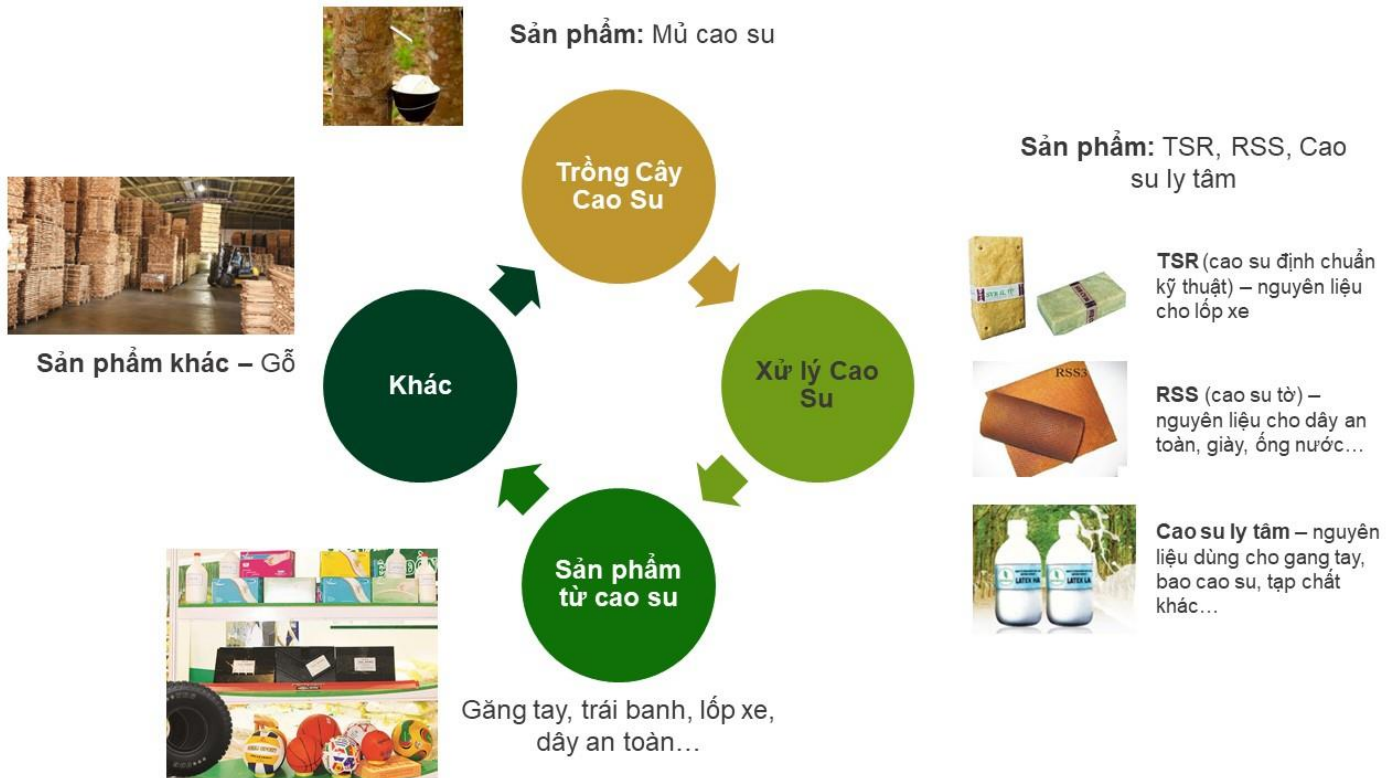 Sản phẩm: Mủ cao su
Trồng Cây
Cao Su
Sản phẩm: TSR, RSS, Cao
su ly tâm
TSR (cao su định chuẩn
kỹ thuật) – nguyên liệu
cho lốp xe
RSS3
RSS (cao su tờ) –
nguyên liệu cho dây an
toàn, giày, ống nước…
Cao su ly tâm – nguyên
liệu dùng cho gang tay,
bao cao su, tạp chất
khác…
LATEX HA
LATEX LA
Xử lý Cao
Su
Sản phẩm
từ cao su
Găng tay, trái banh, lốp xe,
dây an toàn…
Khác
Sản phẩm khác – Gỗ